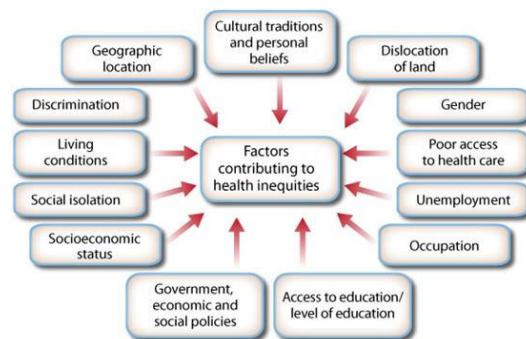 Cultural traditions
and personal
beliefs
Geographic
location
Dislocation
of land
Discrimination
Gender
Living
conditions
Factors
contributing to
health inequities
Poor access
to health care
Social isolation
Unemployment
Socioeconomic
status
Occupation
Government,
economic and
social policies
Access to education/
level of education